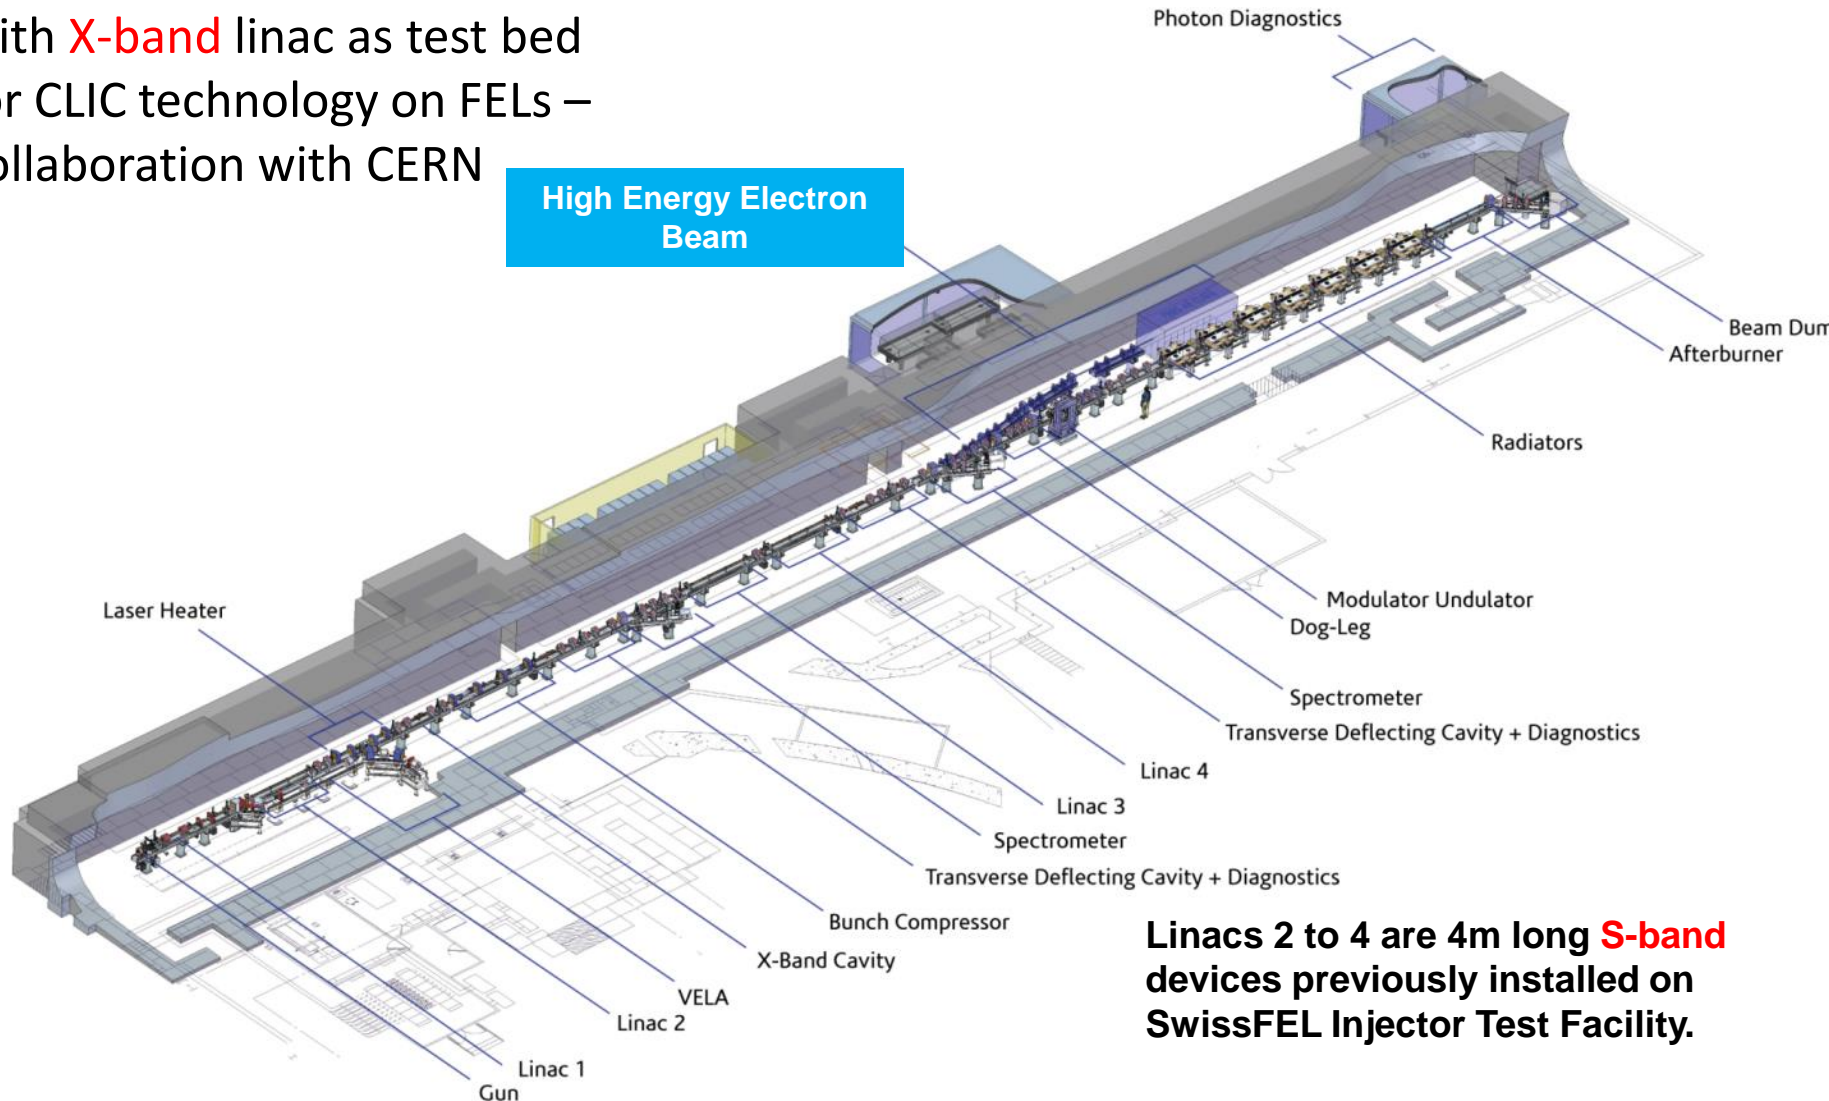 ith X-band linac as test bed
or CLIC technology on FELs –
ollaboration with CERN
Photon Diagnostics
High Energy Electron
Beam
Beam Dum
Afterburner
Radiators
Laser Heater
Modulator Undulator
Dog-Leg
Spectrometer
Transverse Deflecting Cavity + Diagnostics
Linac 4
Linac 3
Spectrometer
Transverse Deflecting Cavity + Diagnostics
Bunch Compressor
X-Band Cavity
VELA
Linac 2
Linac 1
Gun
Linacs 2 to 4 are 4m long S-band
devices previously installed on
SwissFEL Injector Test Facility.